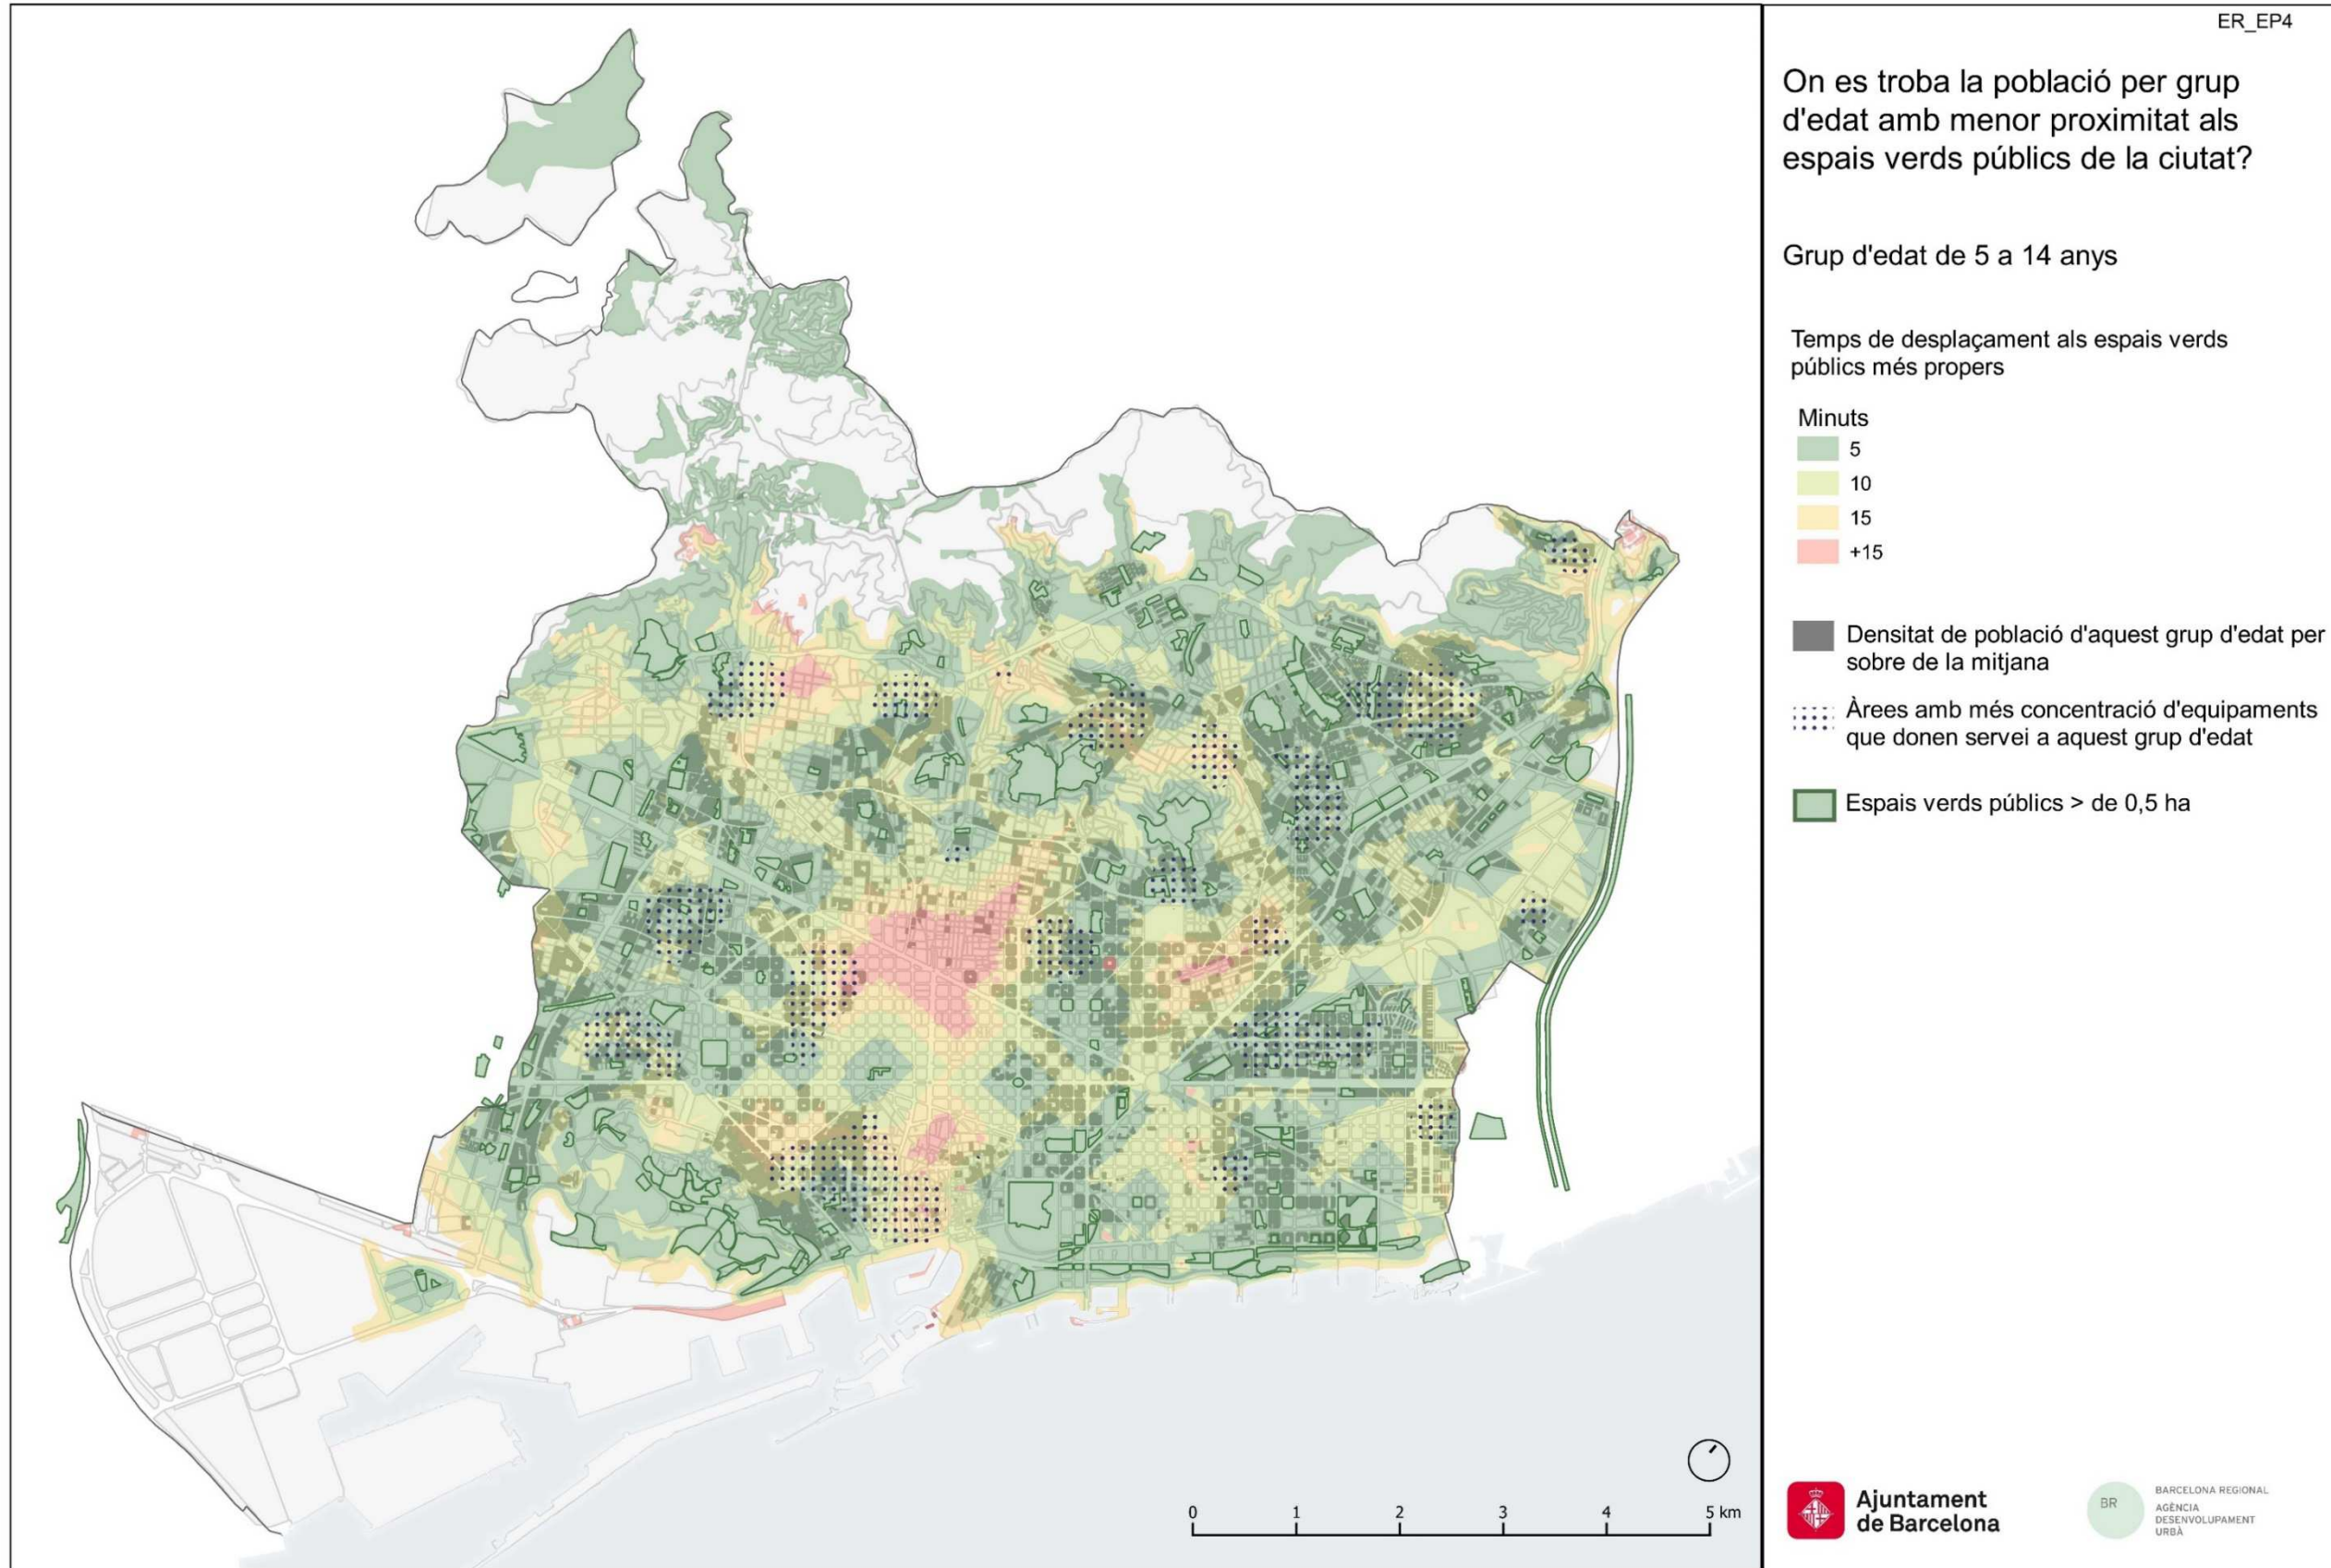 ER_EP4
On es troba la població per grup
d'edat amb menor proximitat als
espais verds públics de la ciutat?
Grup d'edat de 5 a 14 anys
Temps de desplaçament als espais verds
públics més propers
Minuts
5
10
15
+15
Densitat de població d'aquest grup d'edat per
sobre de la mitjana
Àrees amb més concentració d'equipaments
que donen servei a aquest grup d'edat
Espais verds públics > de 0,5 ha
0 1 2 3 4 5 km
Ajuntament
de Barcelona
BR
BARCELONA REGIONAL
AGÈNCIA
DESENVOLUPAMENT
URBÀ